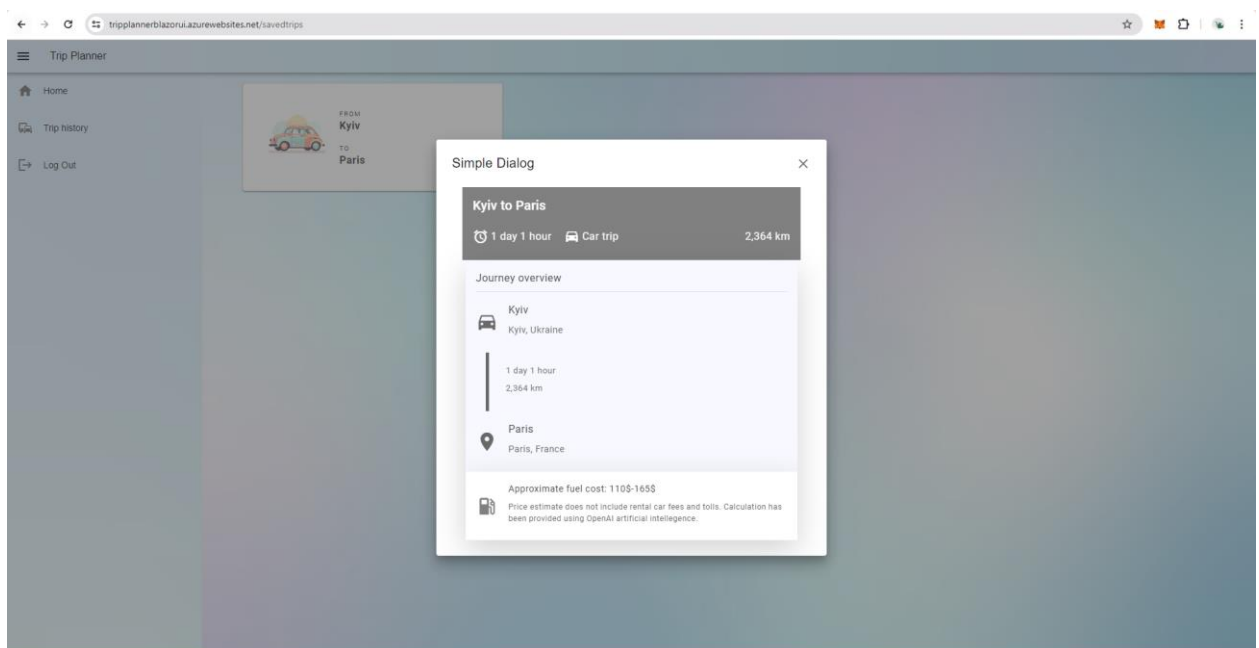 tripplannerblazorui.azurewebsites.net/savedtrips
Trip Planner
Home
Trip history
Log Out
FROM
Kyiv
TO
Paris
Simple Dialog
Kyiv to Paris
1 day 1 hour Car trip 2,364 km
Journey overview
Kyiv
Kyiv, Ukraine
1 day 1 hour
2,364 km
Paris
Paris, France
Approximate fuel cost: 110$-165$
Price estimate does not include rental car fees and tolls. Calculation has
been provided using OpenAI artificial intellegence.